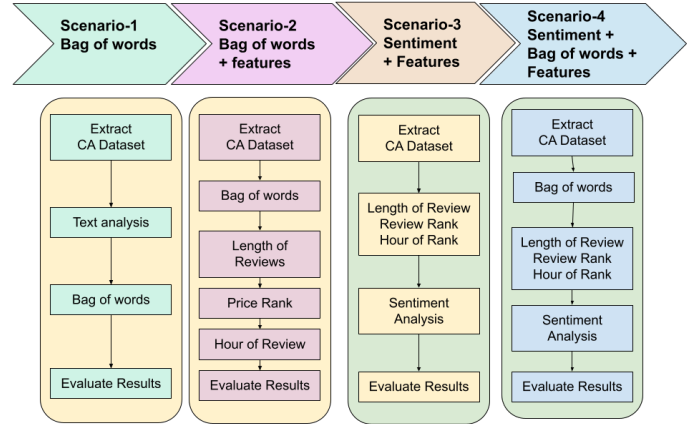 Scenario-1
Bag of words
Scenario-2
Bag of words
+ features
Scenario-3
Sentiment
+ Features
Scenario-4
Sentiment +
Bag of words +
Features
Extract
CA Dataset
Text analysis
Bag of words
Evaluate Results
Extract
CA Dataset
Bag of words
Length of
Reviews
Price Rank
Hour of Review
Evaluate Results
Extract
CA Dataset
Length of Review
Review Rank
Hour of Rank
Sentiment
Analysis
Evaluate Results
Extract
CA Dataset
Bag of words
Length of Review
Review Rank
Hour of Rank
Sentiment
Analysis
Evaluate Results